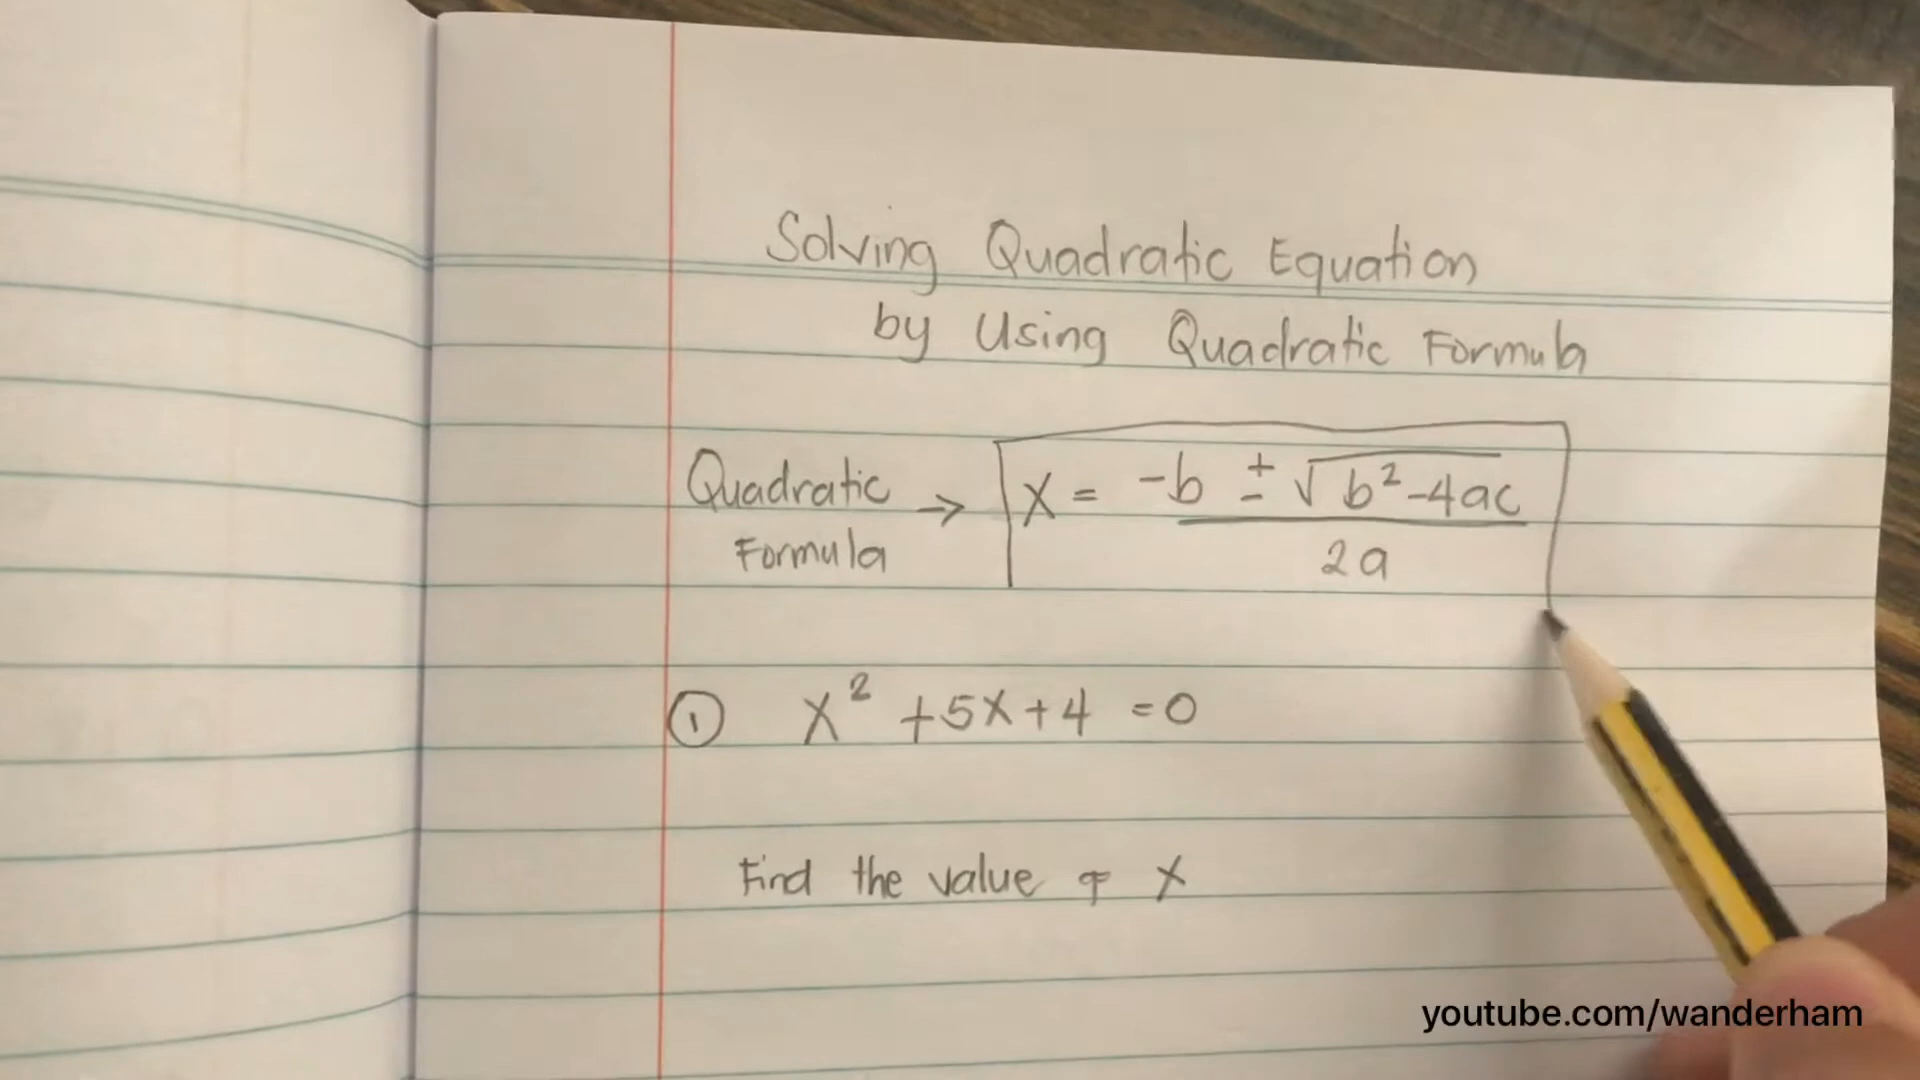 Solving Quadratic Equation
by Using Quadratic Formula
Quadratic Formula → x = -b ± √b²-4ac / 2a
① x² +5x+4 =0
Find the value of x
youtube.com/wanderham